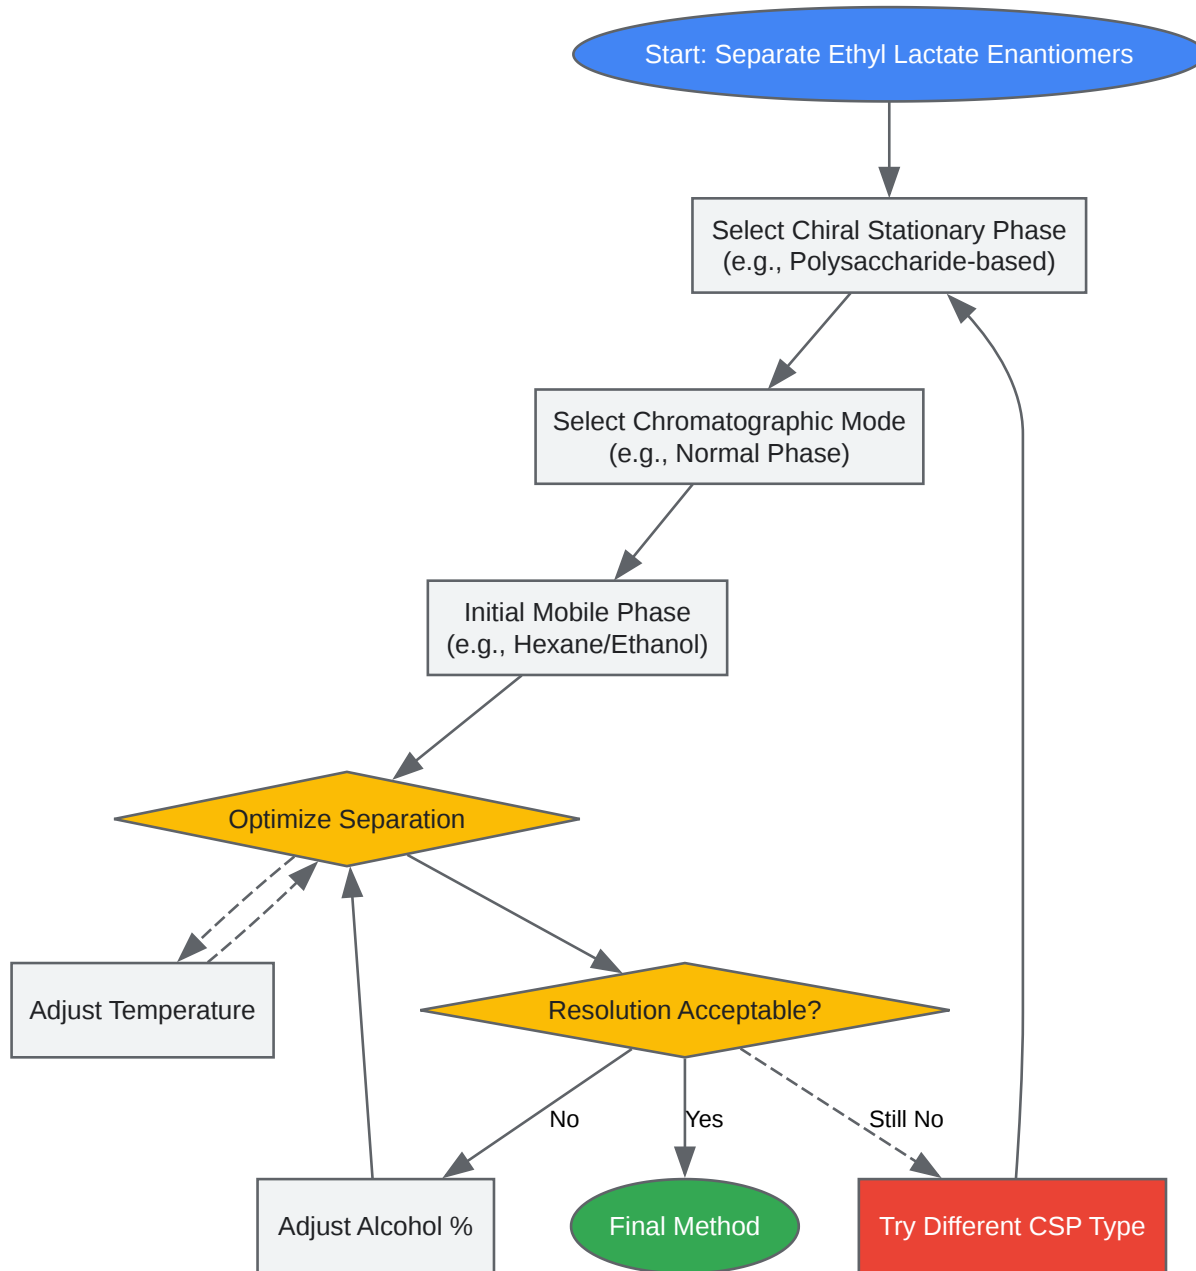 Start: Separate Ethyl Lactate Enantiomers
Select Chiral Stationary Phase
(e.g., Polysaccharide-based)
Select Chromatographic Mode
(e.g., Normal Phase)
Initial Mobile Phase
(e.g., Hexane/Ethanol)
Optimize Separation
Adjust Temperature
Resolution Acceptable?
No
Yes
Still No
Adjust Alcohol %
Final Method
Try Different CSP Type